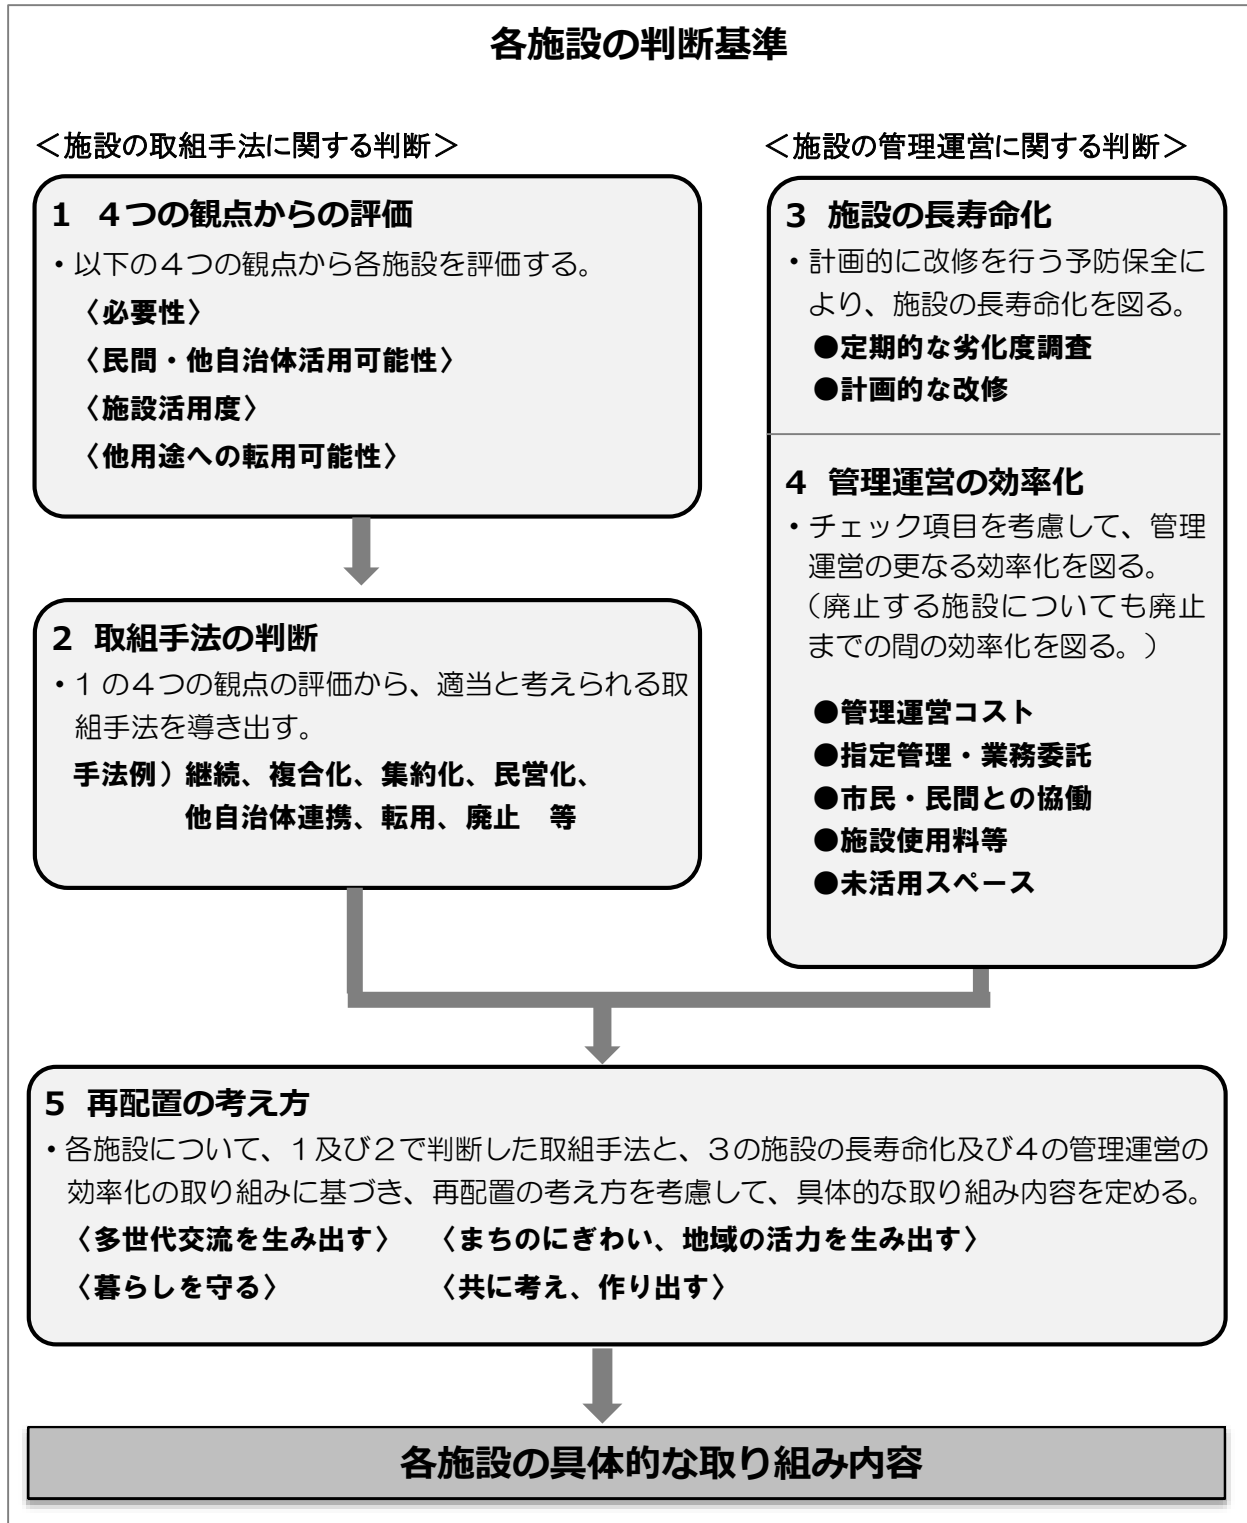 各施設の判断基準
＜施設の取組手法に関する判断＞
1 ４つの観点からの評価
・以下の４つの観点から各施設を評価する。
〈必要性〉
〈民間・他自治体活用可能性〉
〈施設活用度〉
〈他用途への転用可能性〉
2 取組手法の判断
・１の４つの観点の評価から、適当と考えられる取
組手法を導き出す。
手法例）継続、複合化、集約化、民営化、
他自治体連携、転用、廃止　等
＜施設の管理運営に関する判断＞
3 施設の長寿命化
・計画的に改修を行う予防保全に
より、施設の長寿命化を図る。
●定期的な劣化度調査
●計画的な改修
4 管理運営の効率化
・チェック項目を考慮して、管理
運営の更なる効率化を図る。
（廃止する施設についても廃止
までの間の効率化を図る。）
●管理運営コスト
●指定管理・業務委託
●市民・民間との協働
●施設使用料等
●未活用スペース
5 再配置の考え方
・各施設について、１及び２で判断した取組手法と、３の施設の長寿命化及び４の管理運営の
効率化の取り組みに基づき、再配置の考え方を考慮して、具体的な取り組み内容を定める。
〈多世代交流を生み出す〉　〈まちのにぎわい、地域の活力を生み出す〉
〈暮らしを守る〉　〈共に考え、作り出す〉
各施設の具体的な取り組み内容